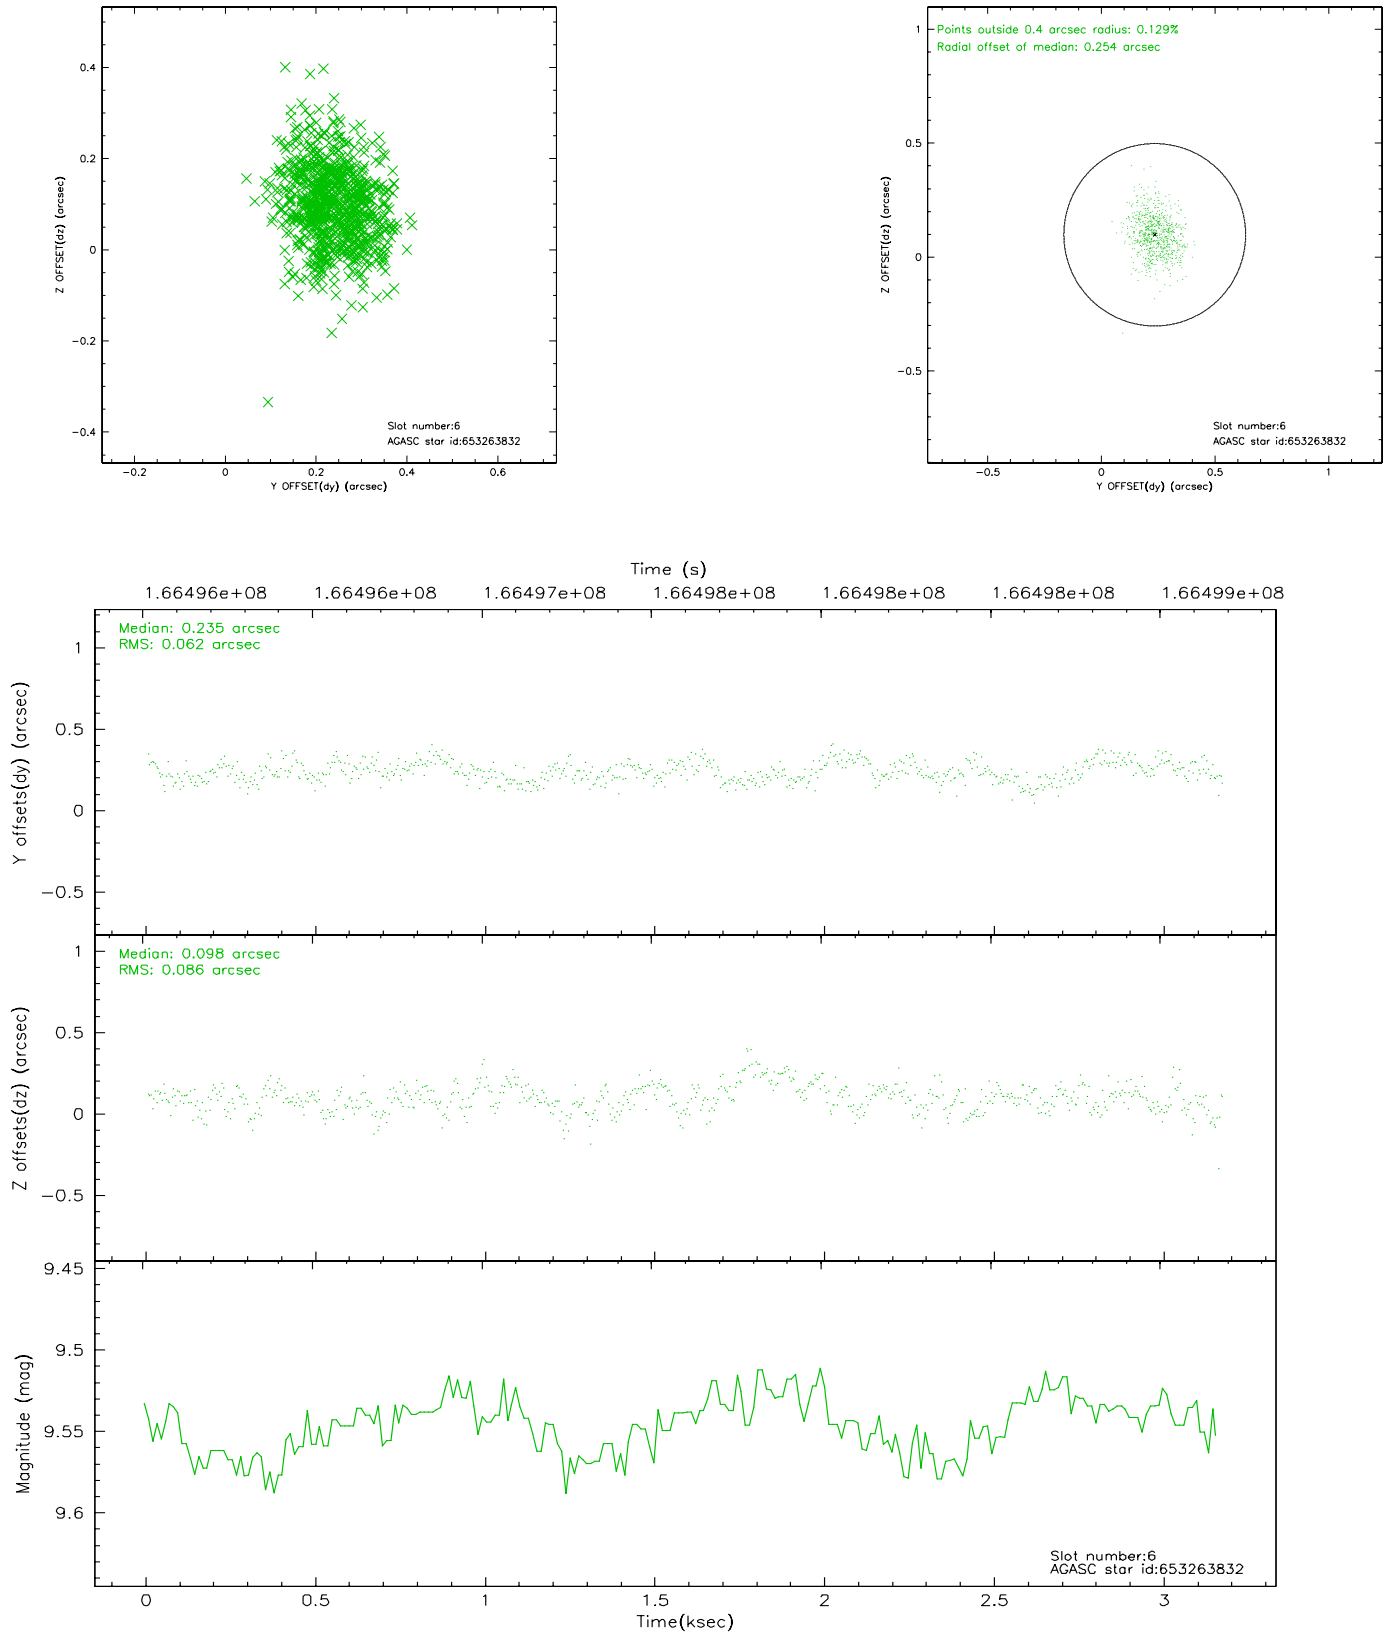 0.4
0.2
0
−0.2
−0.4
Z OFFSET(dz) (arcsec)
Slot number:6
AGASC star id:653263832
−0.2 0 0.2 0.4 0.6
Y OFFSET(dy) (arcsec)
Points outside 0.4 arcsec radius: 0.129%
Radial offset of median: 0.254 arcsec
1
0.5
0
−0.5
Z OFFSET(dz) (arcsec)
Slot number:6
AGASC star id:653263832
−0.5 0 0.5 1
Y OFFSET(dy) (arcsec)
Time (s)
1.66496e+08 1.66496e+08 1.66497e+08 1.66498e+08 1.66498e+08 1.66498e+08 1.66499e+08
Median: 0.235 arcsec
RMS: 0.062 arcsec
1
0.5
0
−0.5
Y offsets(dy) (arcsec)
Median: 0.098 arcsec
RMS: 0.086 arcsec
1
0.5
0
−0.5
Z offsets(dz) (arcsec)
9.45
9.5
9.55
9.6
Magnitude (mag)
Slot number:6
AGASC star id:653263832
0 0.5 1 1.5 2 2.5 3
Time(ksec)